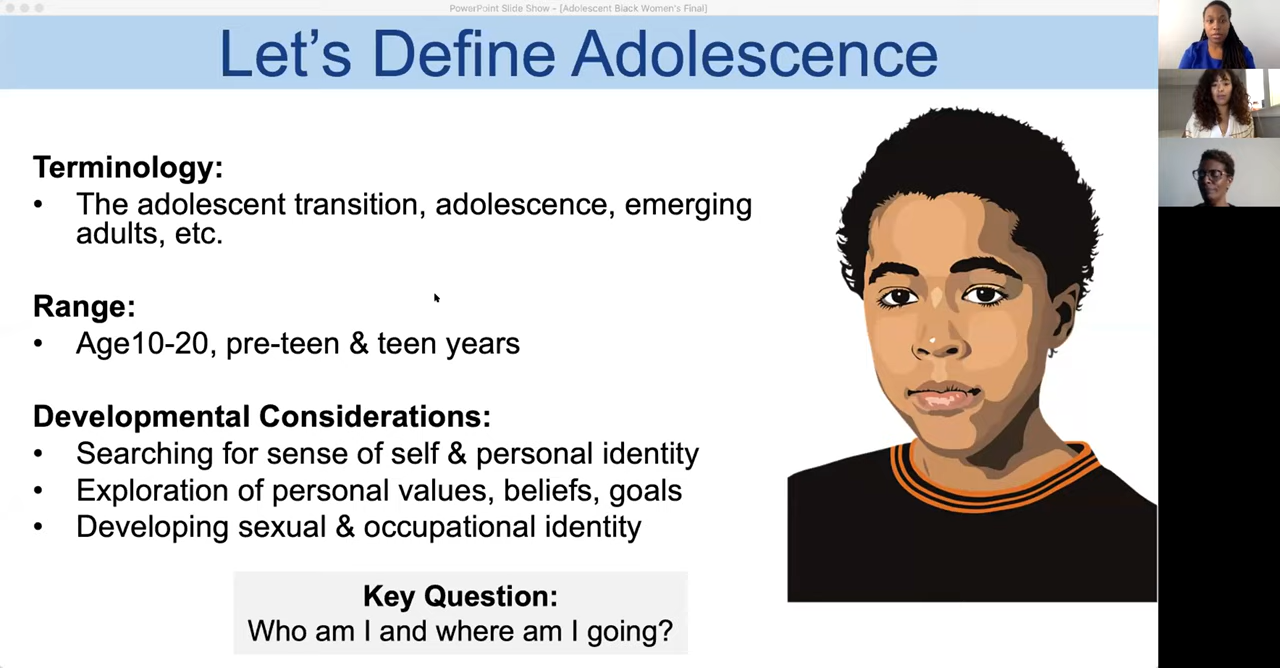 PowerPoint Slide Show - [Adolescent Black Women's Final]
Let's Define Adolescence
Terminology:
• The adolescent transition, adolescence, emerging
adults, etc.
Range:
• Age10-20, pre-teen & teen years
Developmental Considerations:
• Searching for sense of self & personal identity
• Exploration of personal values, beliefs, goals
• Developing sexual & occupational identity
Key Question:
Who am I and where am I going?